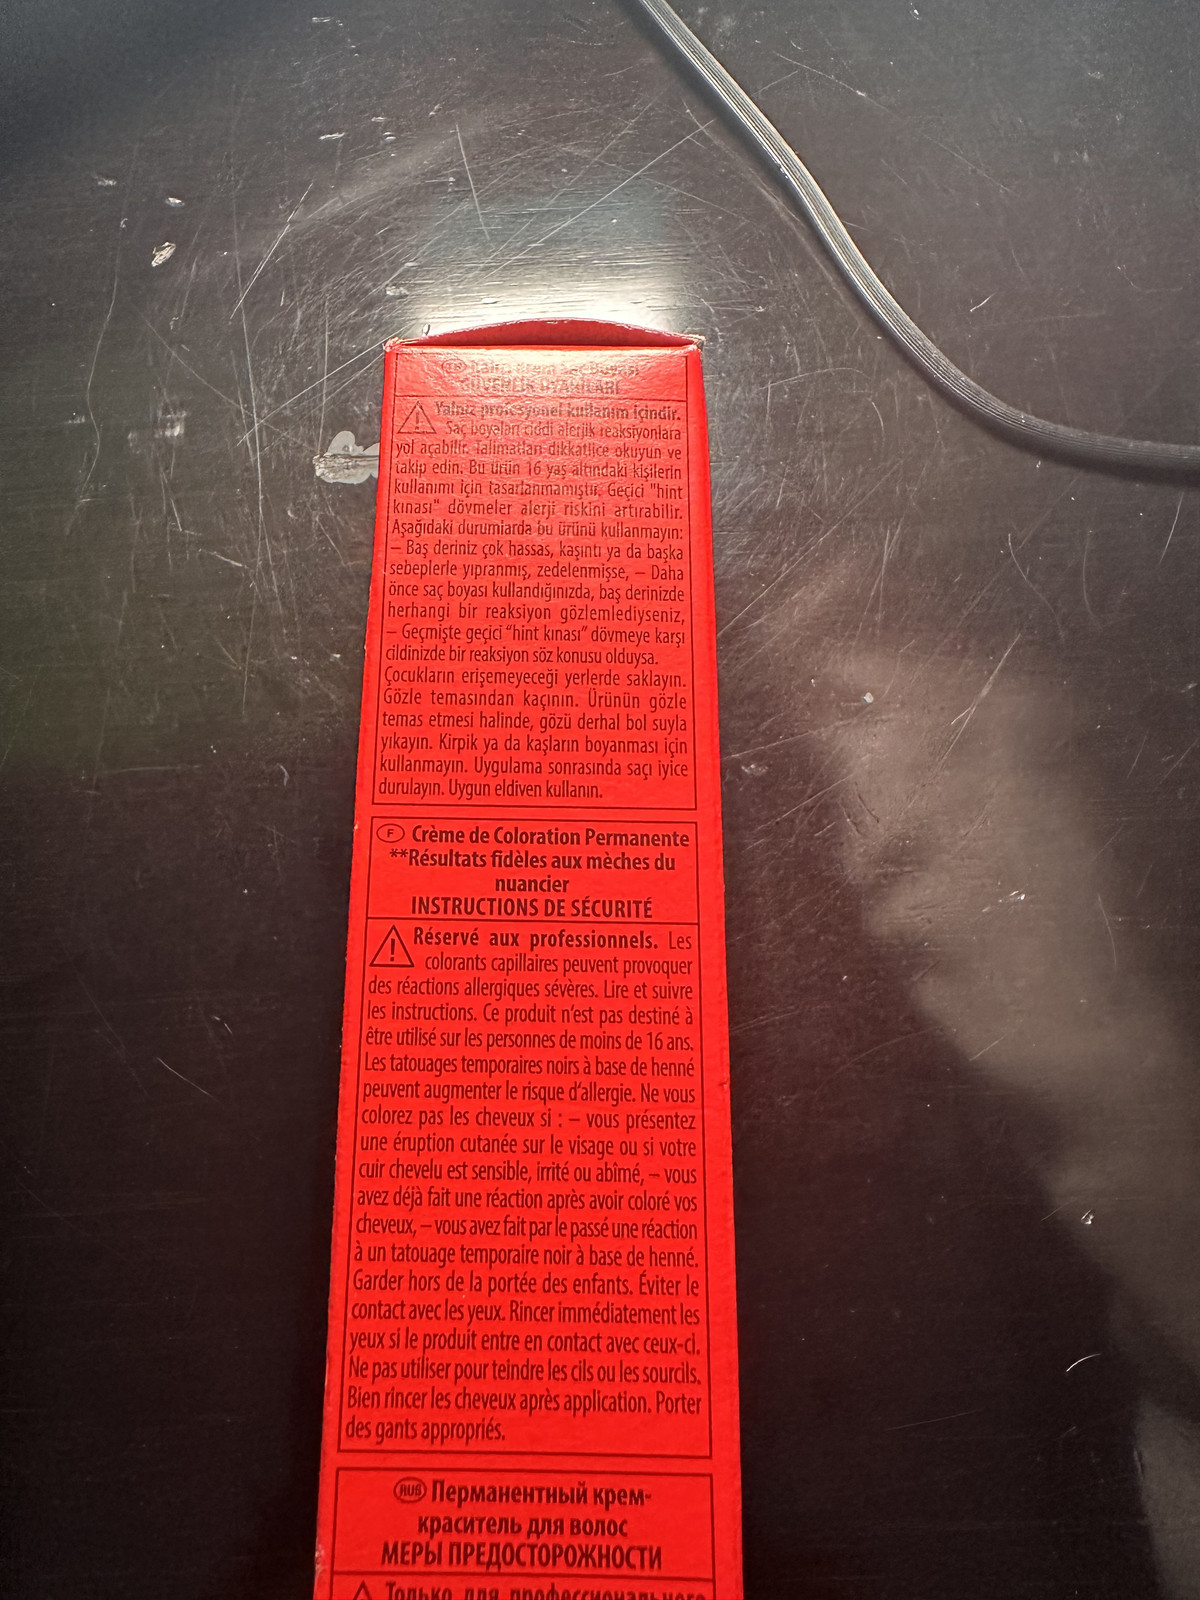 TR Kalıcı Krem Saç Boyası
GÜVENLİK UYARILARI
Yalnız profesyonel kullanım içindir.
Saç boyaları ciddi alerjik reaksiyonlara
yol açabilir. Talimatları dikkatlice okuyun ve
takip edin. Bu ürün 16 yaş altındaki kişilerin
kullanımı için tasarlanmamıştır. Geçici "hint
kınası" dövmeler alerji riskini artırabilir.
Aşağıdaki durumlarda bu ürünü kullanmayın:
– Baş deriniz çok hassas, kaşıntı ya da başka
sebeplerle yıpranmış, zedelenmişse, – Daha
önce saç boyası kullandığınızda, baş derinizde
herhangi bir reaksiyon gözlemlediyseniz,
– Geçmişte geçici "hint kınası" dövmeye karşı
cildinizde bir reaksiyon söz konusu olduysa.
Çocukların erişemeyeceği yerlerde saklayın.
Gözle temasından kaçının. Ürünün gözle
temas etmesi halinde, gözü derhal bol suyla
yıkayın. Kirpik ya da kaşların boyanması için
kullanmayın. Uygulama sonrasında saçı iyice
durulayın. Uygun eldiven kullanın.
F Crème de Coloration Permanente
**Résultats fidèles aux mèches du
nuancier
INSTRUCTIONS DE SÉCURITÉ
Réservé aux professionnels. Les
colorants capillaires peuvent provoquer
des réactions allergiques sévères. Lire et suivre
les instructions. Ce produit n'est pas destiné à
être utilisé sur les personnes de moins de 16 ans.
Les tatouages temporaires noirs à base de henné
peuvent augmenter le risque d'allergie. Ne vous
colorez pas les cheveux si : – vous présentez
une éruption cutanée sur le visage ou si votre
cuir chevelu est sensible, irrité ou abîmé, – vous
avez déjà fait une réaction après avoir coloré vos
cheveux, – vous avez fait par le passé une réaction
à un tatouage temporaire noir à base de henné.
Garder hors de la portée des enfants. Éviter le
contact avec les yeux. Rincer immédiatement les
yeux si le produit entre en contact avec ceux-ci.
Ne pas utiliser pour teindre les cils ou les sourcils.
Bien rincer les cheveux après application. Porter
des gants appropriés.
RUS Перманентный крем-
краситель для волос
МЕРЫ ПРЕДОСТОРОЖНОСТИ
Только для профессионального